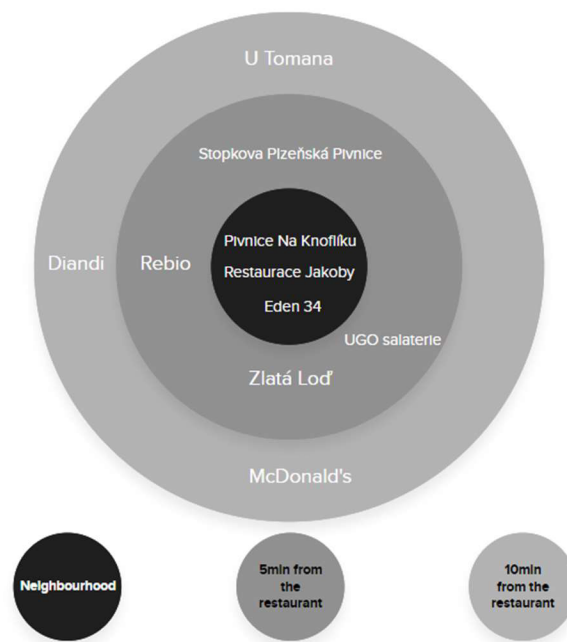 U Tomana
Stopkova Plzeňská Pivnice
Pivnice Na Knoflíku
Diandi
Rebio
Restaurace Jakoby
Eden 34
UGO salaterie
Zlatá Loď
McDonald's
Neighbourhood
5min from
the
restaurant
10min
from the
restaurant